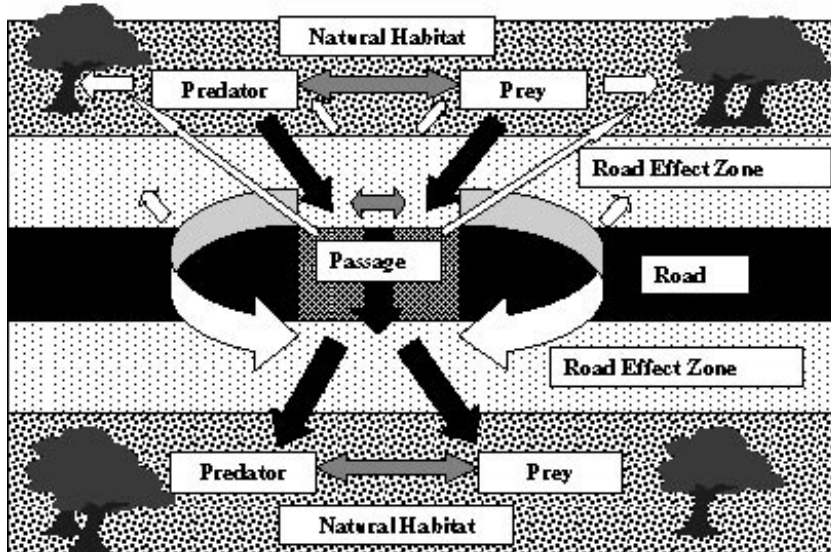 Natural Habitat
Predator
Prey
Road Effect Zone
Passage
Road
Road Effect Zone
Predator
Prey
Natural Habitat